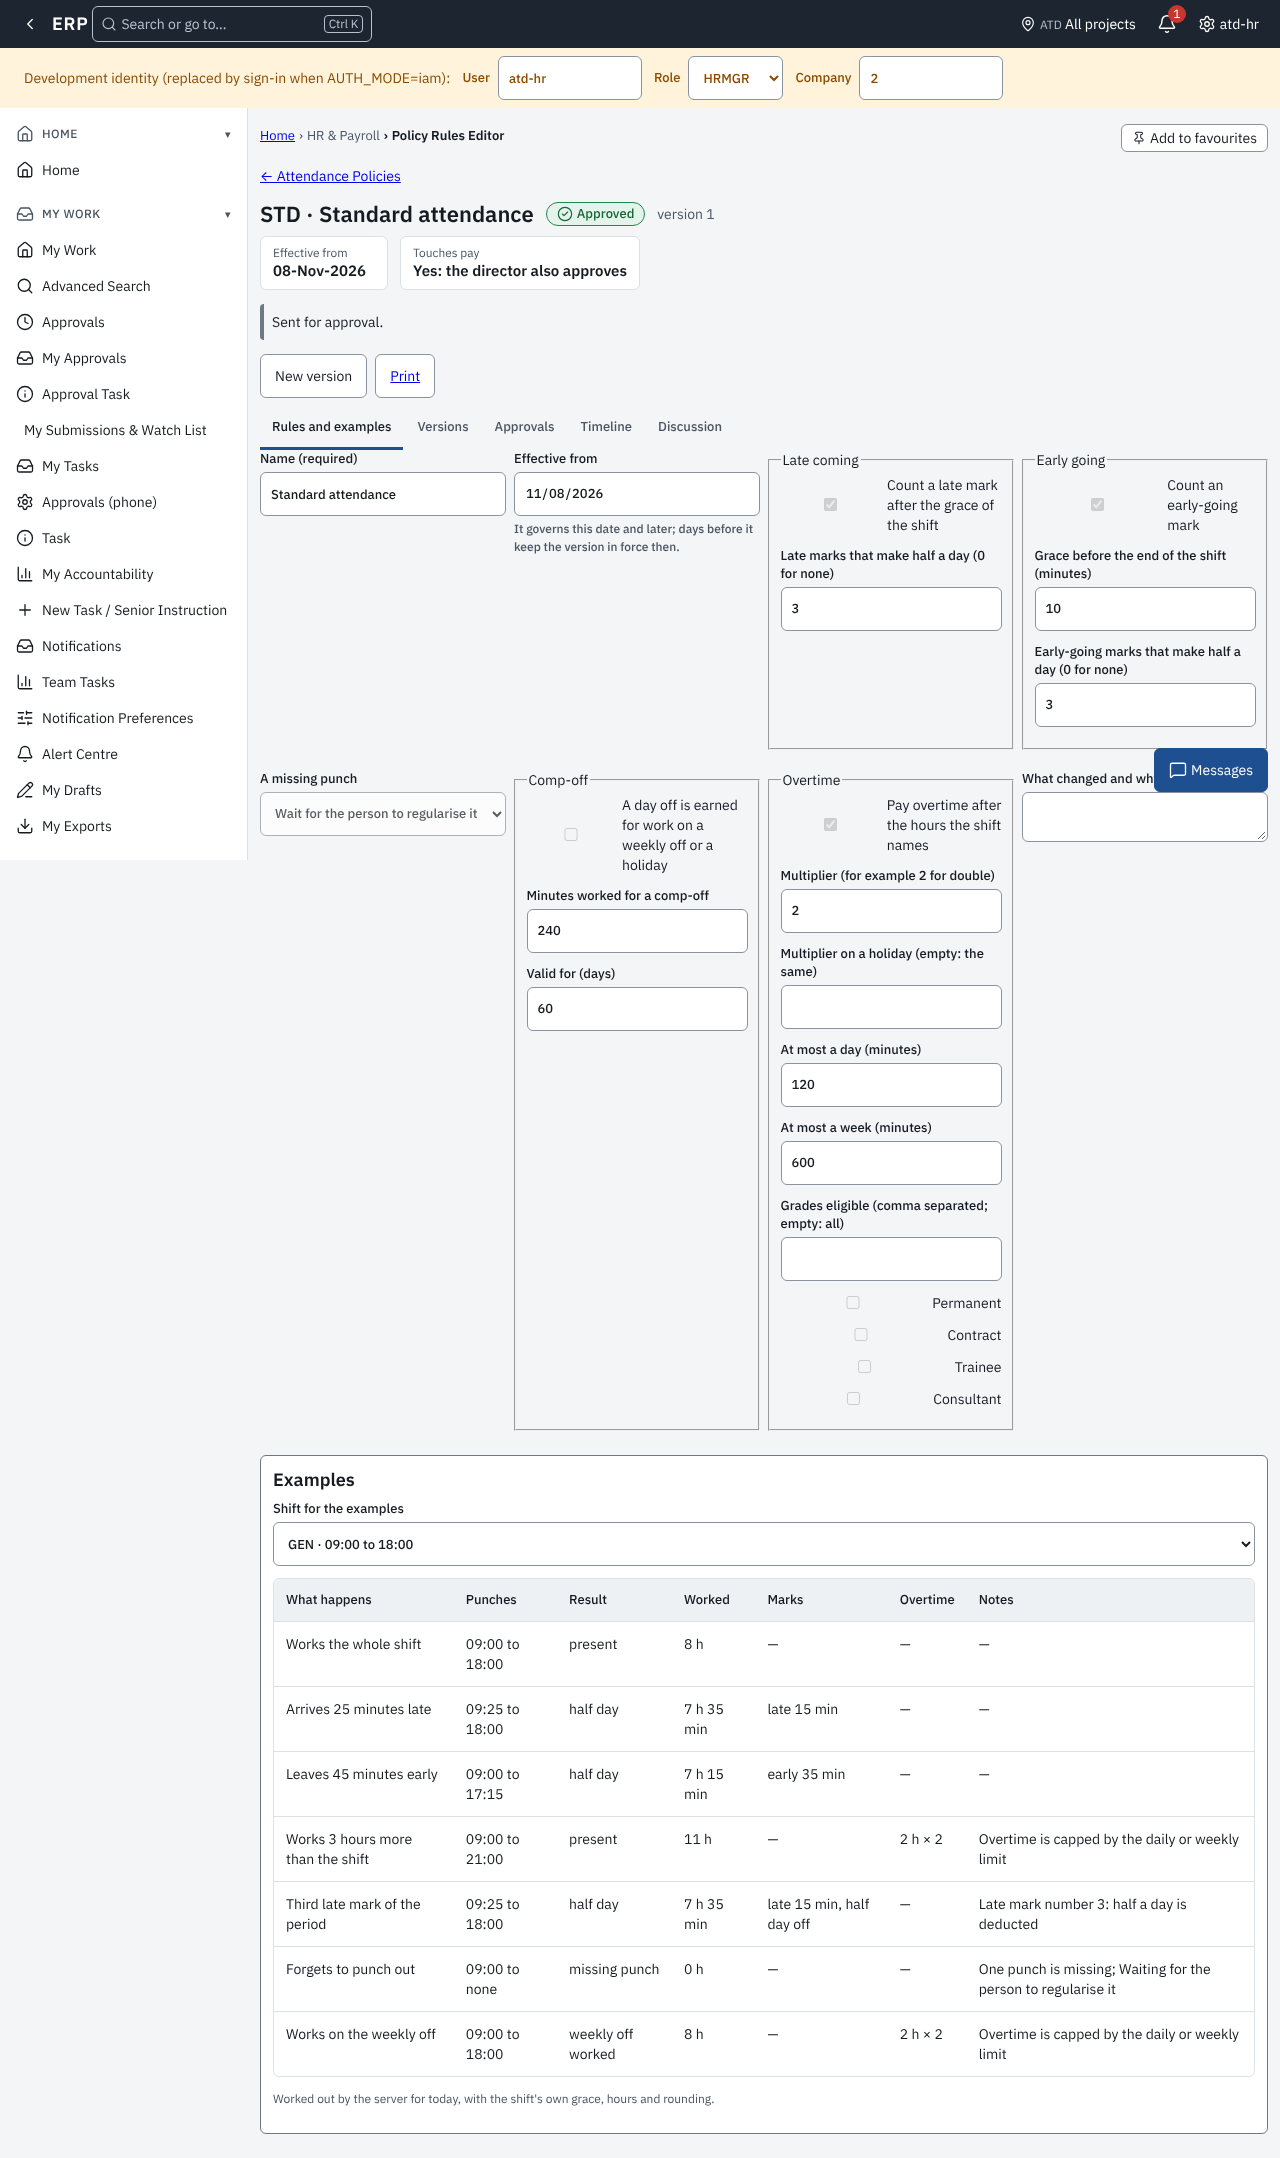 ERP
Search or go to...
Ctrl K
ATD All projects
1
atd-hr
Development identity (replaced by sign-in when AUTH_MODE=iam):
User
atd-hr
Role
HRMGR
Company
2
HOME
Home
MY WORK
My Work
Advanced Search
Approvals
My Approvals
Approval Task
My Submissions & Watch List
My Tasks
Approvals (phone)
Task
My Accountability
New Task / Senior Instruction
Notifications
Team Tasks
Notification Preferences
Alert Centre
My Drafts
My Exports
Home › HR & Payroll › Policy Rules Editor
Add to favourites
← Attendance Policies
STD · Standard attendance
Approved
version 1
Effective from
08-Nov-2026
Touches pay
Yes: the director also approves
Sent for approval.
New version
Print
Rules and examples
Versions
Approvals
Timeline
Discussion
Name (required)
Standard attendance
Effective from
11/08/2026
It governs this date and later; days before it
keep the version in force then.
Late coming
Count a late mark
after the grace of
the shift
Late marks that make half a day (0
for none)
3
Early going
Count an
early-going
mark
Grace before the end of the shift
(minutes)
10
Early-going marks that make half a
day (0 for none)
3
A missing punch
Wait for the person to regularise it
Comp-off
A day off is earned
for work on a
weekly off or a
holiday
Minutes worked for a comp-off
240
Valid for (days)
60
Overtime
Pay overtime after
the hours the shift
names
Multiplier (for example 2 for double)
2
Multiplier on a holiday (empty: the
same)
At most a day (minutes)
120
At most a week (minutes)
600
Grades eligible (comma separated;
empty: all)
Permanent
Contract
Trainee
Consultant
What changed and wh
Messages
Examples
Shift for the examples
GEN · 09:00 to 18:00
What happens
Punches
Result
Worked
Marks
Overtime
Notes
Works the whole shift
09:00 to
18:00
present
8 h
—
—
—
Arrives 25 minutes late
09:25 to
18:00
half day
7 h 35
min
late 15 min
—
—
Leaves 45 minutes early
09:00 to
17:15
half day
7 h 15
min
early 35 min
—
—
Works 3 hours more
than the shift
09:00 to
21:00
present
11 h
—
2 h × 2
Overtime is capped by the daily or weekly
limit
Third late mark of the
period
09:25 to
18:00
half day
7 h 35
min
late 15 min, half
day off
—
Late mark number 3: half a day is
deducted
Forgets to punch out
09:00 to
none
missing punch
0 h
—
—
One punch is missing; Waiting for the
person to regularise it
Works on the weekly off
09:00 to
18:00
weekly off
worked
8 h
—
2 h × 2
Overtime is capped by the daily or weekly
limit
Worked out by the server for today, with the shift's own grace, hours and rounding.